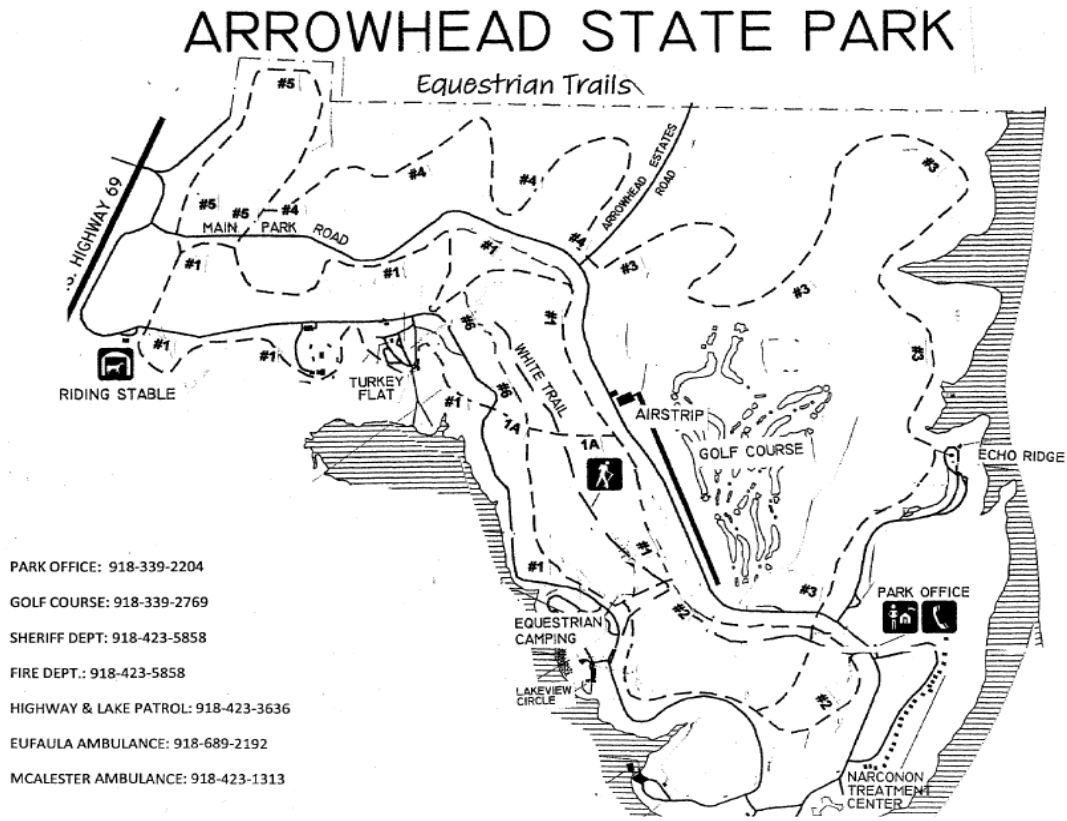 ARROWHEAD STATE PARK
Equestrian Trails
#5
ARROWHEAD ESTATES
ROAD
#3
#4
#4
S. HIGHWAY 69
#5
#5
#4
MAIN PARK ROAD
#4
#1
#1
#1
#3
#3
#1
#6
#1
#1
#3
RIDING STABLE
TURKEY
FLAT
WHITE TRAIL
#6
#1
1A
AIRSTRIP
1A
GOLF COURSE
ECHO RIDGE
#1
#1
#3
PARK OFFICE
#2
EQUESTRIAN
CAMPING
LAKEVIEW
CIRCLE
#2
NARCONON
TREATMENT
CENTER
PARK OFFICE: 918-339-2204
GOLF COURSE: 918-339-2769
SHERIFF DEPT: 918-423-5858
FIRE DEPT.: 918-423-5858
HIGHWAY & LAKE PATROL: 918-423-3636
EUFAULA AMBULANCE: 918-689-2192
MCALESTER AMBULANCE: 918-423-1313